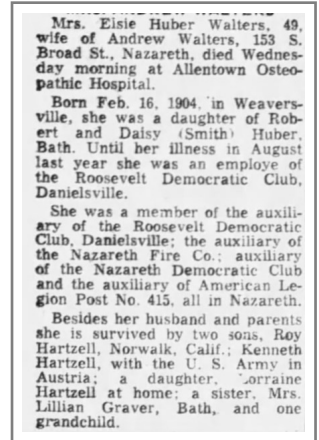 Mrs. Elsie Huber Walters, 49,
wife of Andrew Walters, 153 S.
Broad St., Nazareth, died Wednes-
day morning at Allentown Osteo-
pathic Hospital.
Born Feb. 16, 1904, in Weavers-
ville, she was a daughter of Rob-
ert and Daisy (Smith) Huber,
Bath. Until her illness in August
last year she was an employe of
the Roosevelt Democratic Club,
Danielsville.
She was a member of the auxili-
ary of the Roosevelt Democratic
Club, Danielsville; the auxiliary of
the Nazareth Fire Co.; auxiliary
of the Nazareth Democratic Club
and the auxiliary of American Le-
gion Post No. 415, all in Nazareth.
Besides her husband and parents
she is survived by two sons, Roy
Hartzell, Norwalk, Calif.; Kenneth
Hartzell, with the U. S. Army in
Austria; a daughter, Lorraine
Hartzell at home; a sister, Mrs.
Lillian Graver, Bath, and one
grandchild.